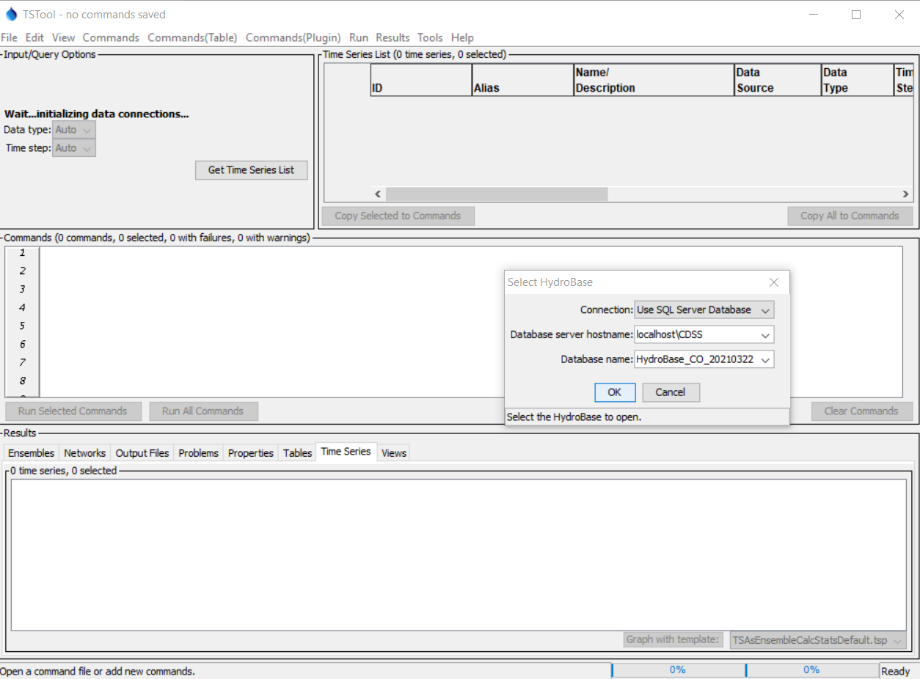 TSTool - no commands saved
File Edit View Commands Commands(Table) Commands(Plugin) Run Results Tools Help
Input/Query Options
Wait...initializing data connections...
Data type: Auto
Time step: Auto
Get Time Series List
Time Series List (0 time series, 0 selected)
ID Alias Name/ Description Data Source Data Type Tim Ste
Copy Selected to Commands Copy All to Commands
Commands (0 commands, 0 selected, 0 with failures, 0 with warnings)
1
2
3
4
5
6
7
8
Select HydroBase
Connection: Use SQL Server Database
Database server hostname: localhost\CDSS
Database name: HydroBase_CO_20210322
OK Cancel
Select the HydroBase to open.
Run Selected Commands Run All Commands Clear Commands
Results
Ensembles Networks Output Files Problems Properties Tables Time Series Views
0 time series, 0 selected
Graph with template: TSAsEnsembleCalcStatsDefault.tsp
Open a command file or add new commands. 0% 0% Ready